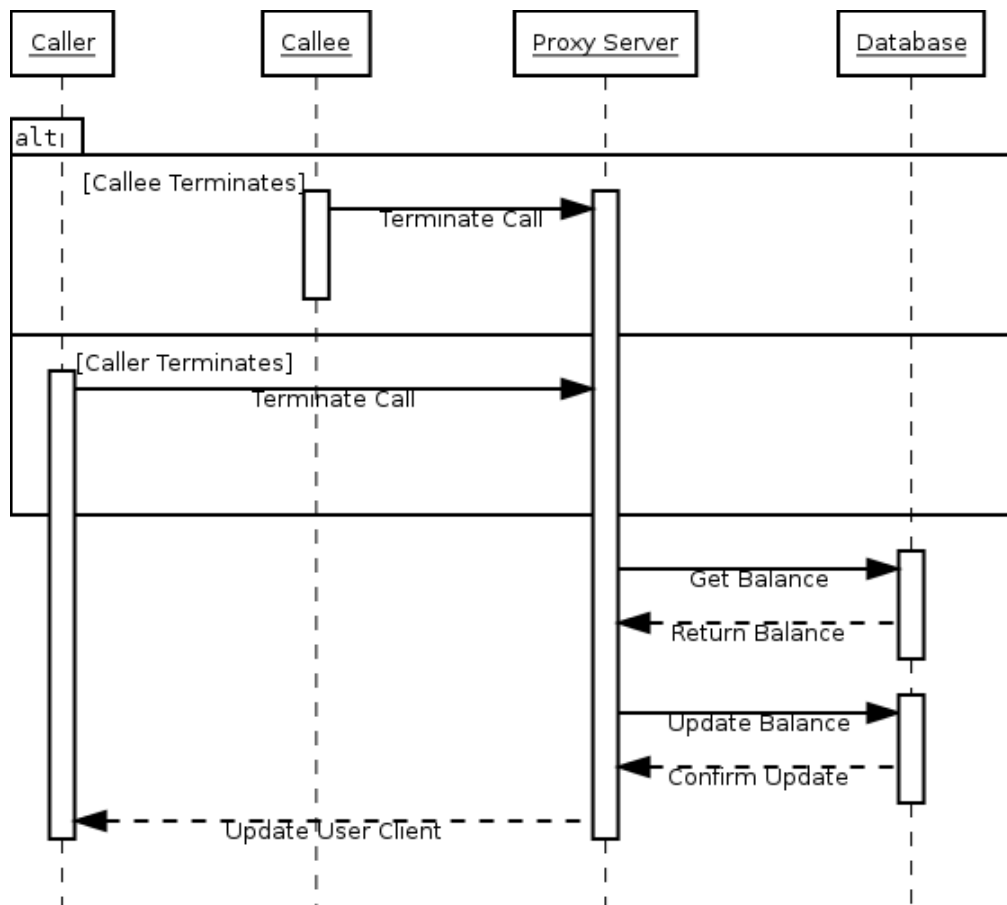 Caller
Callee
Proxy Server
Database
alt
[Callee Terminates]
Terminate Call
[Caller Terminates]
Terminate Call
Get Balance
Return Balance
Update Balance
Confirm Update
Update User Client